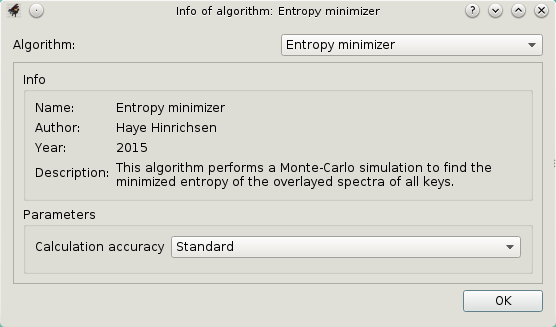 Info of algorithm: Entropy minimizer
Algorithm: Entropy minimizer
Info
Name: Entropy minimizer
Author: Haye Hinrichsen
Year: 2015
Description: This algorithm performs a Monte-Carlo simulation to find the
minimized entropy of the overlayed spectra of all keys.
Parameters
Calculation accuracy Standard
OK